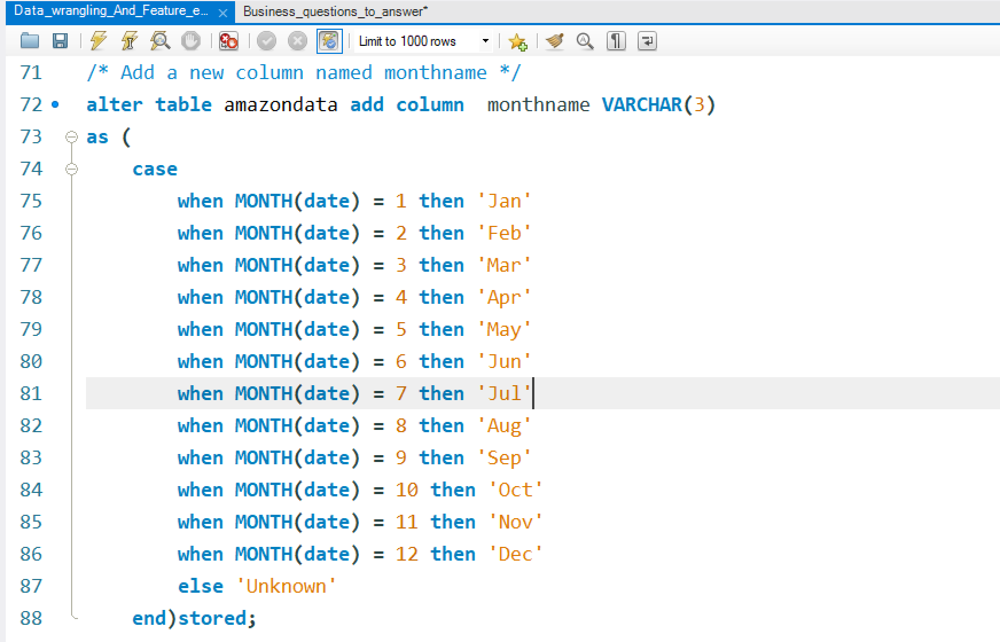 Data_wrangling_And_Feature_e... Business_questions_to_answer*
Limit to 1000 rows
71 /* Add a new column named monthname */
72 alter table amazondata add column  monthname VARCHAR(3)
73 as (
74     case
75         when MONTH(date) = 1 then 'Jan'
76         when MONTH(date) = 2 then 'Feb'
77         when MONTH(date) = 3 then 'Mar'
78         when MONTH(date) = 4 then 'Apr'
79         when MONTH(date) = 5 then 'May'
80         when MONTH(date) = 6 then 'Jun'
81         when MONTH(date) = 7 then 'Jul'
82         when MONTH(date) = 8 then 'Aug'
83         when MONTH(date) = 9 then 'Sep'
84         when MONTH(date) = 10 then 'Oct'
85         when MONTH(date) = 11 then 'Nov'
86         when MONTH(date) = 12 then 'Dec'
87         else 'Unknown'
88     end)stored;